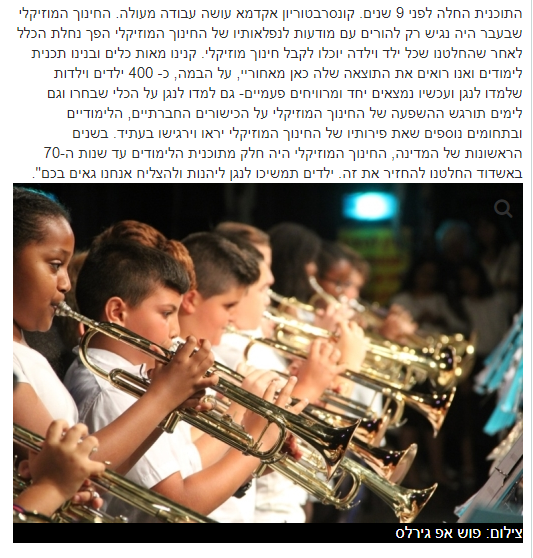 התוכנית החלה לפני 9 שנים. קונסרבטוריון אקדמא עושה עבודה מעולה. החינוך המוזיקלי
שבעבר היה נגיש רק להורים עם מודעות לנפלאותיו של החינוך המוזיקלי הפך נחלת הכלל
לאחר שהחלטנו שכל ילד וילדה יוכלו לקבל חינוך מוזיקלי. קנינו מאות כלים ובנינו תכנית
לימודים ואנו רואים את התוצאה שלה כאן מאחוריי, על הבמה, כ- 400 ילדים וילדות
שלמדו לנגן ועכשיו נמצאים יחד ומרוויחים פעמיים- גם למדו לנגן על הכלי שבחרו וגם
לימים תורגש ההשפעה של החינוך המוזיקלי על הכישורים החברתיים, הלימודיים
ובתחומים נוספים שאת פירותיו של החינוך המוזיקלי יראו וירגישו בעתיד. בשנים
הראשונות של המדינה, החינוך המוזיקלי היה חלק מתוכנית הלימודים עד שנות ה-70
באשדוד החלטנו להחזיר את זה. ילדים תמשיכו לנגן ליהנות ולהצליח אנחנו גאים בכם".
צילום: פוש אפ גירלס